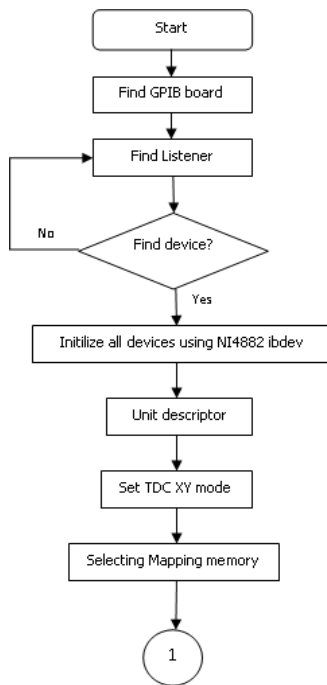 Start
Find GPIB board
Find Listener
No
Find device?
Yes
Initilize all devices using NI4882 ibdev
Unit descriptor
Set TDC XY mode
Selecting Mapping memory
1